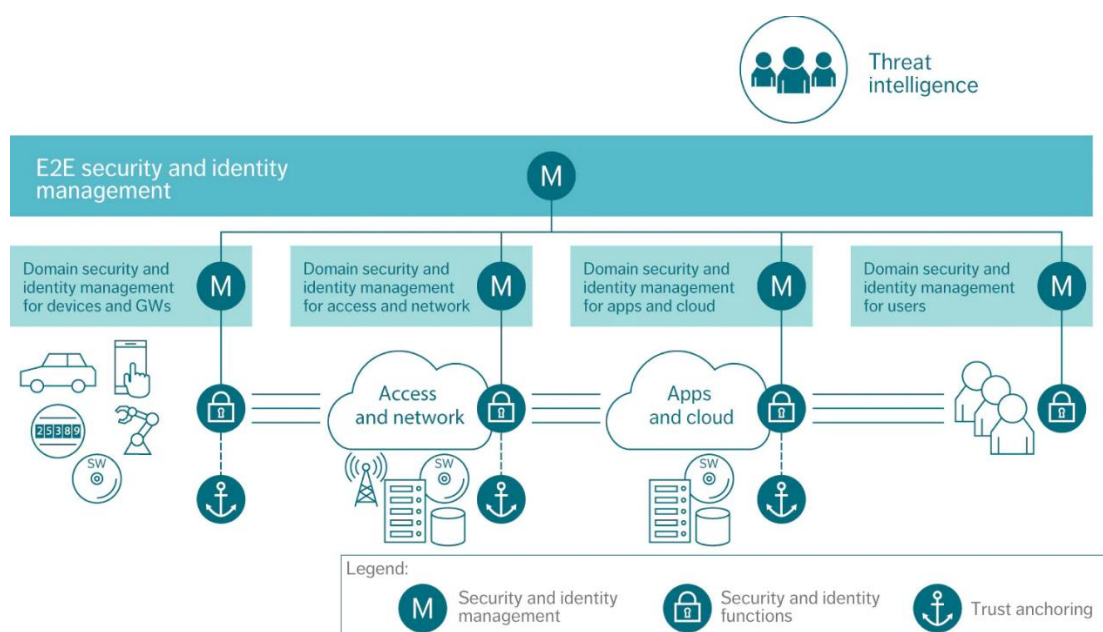 Threat
intelligence
E2E security and identity
management
M
Domain security and
identity management
for devices and GWs
M
Domain security and
identity management
for access and network
M
Domain security and
identity management
for apps and cloud
M
Domain security and
identity management
for users
M
Access
and network
Apps
and cloud
25389
SW
SW
SW
Legend:
M
Security and identity
management
Security and identity
functions
Trust anchoring